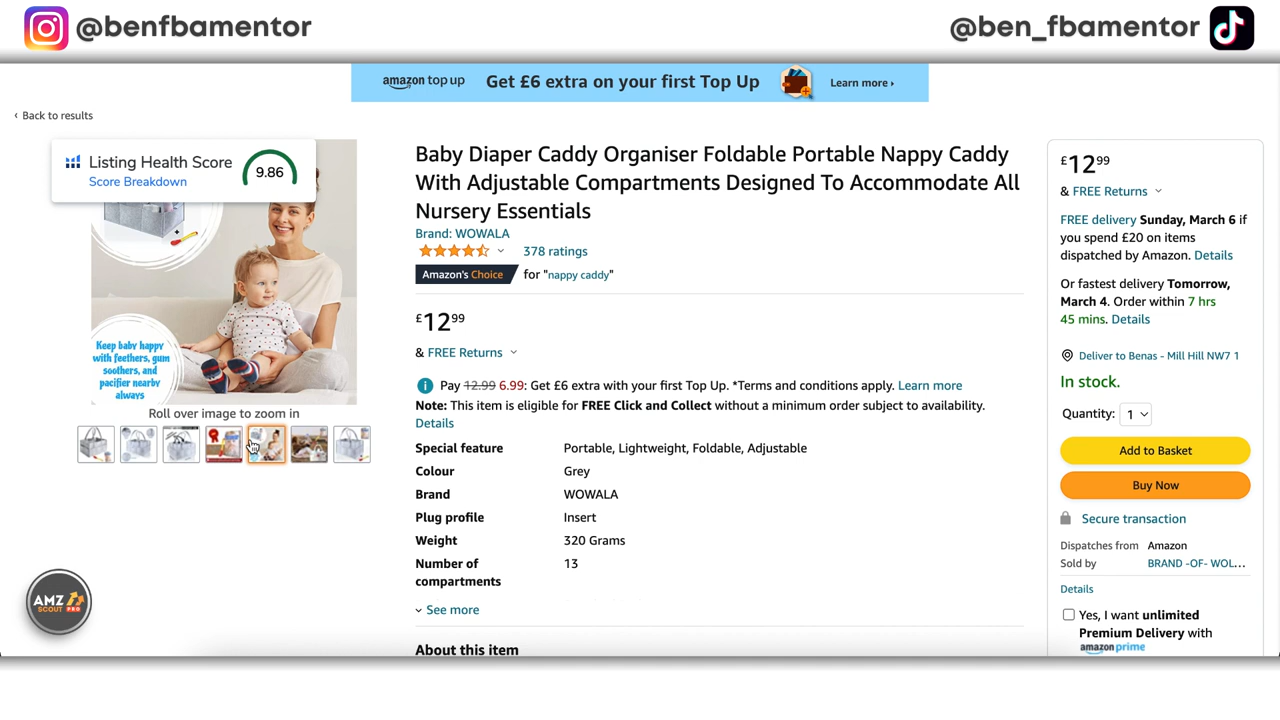 @benfbamentor
@ben_fbamentor
amazon top up Get £6 extra on your first Top Up Learn more ›
‹ Back to results
Listing Health Score
Score Breakdown
9.86
Keep baby happy
with feethers, gum
soothers, and
pacifier nearby
always
Roll over image to zoom in
AMZ
SCOUT PRO
Baby Diaper Caddy Organiser Foldable Portable Nappy Caddy
With Adjustable Compartments Designed To Accommodate All
Nursery Essentials
Brand: WOWALA
378 ratings
Amazon's Choice for "nappy caddy"
£12⁹⁹
& FREE Returns
Pay 12.99 6.99: Get £6 extra with your first Top Up. *Terms and conditions apply. Learn more
Note: This item is eligible for FREE Click and Collect without a minimum order subject to availability.
Details
Special feature Portable, Lightweight, Foldable, Adjustable
Colour Grey
Brand WOWALA
Plug profile Insert
Weight 320 Grams
Number of 13
compartments
See more
About this item
£12⁹⁹
& FREE Returns
FREE delivery Sunday, March 6 if
you spend £20 on items
dispatched by Amazon. Details
Or fastest delivery Tomorrow,
March 4. Order within 7 hrs
45 mins. Details
Deliver to Benas - Mill Hill NW7 1
In stock.
Quantity: 1
Add to Basket
Buy Now
Secure transaction
Dispatches from Amazon
Sold by BRAND -OF- WOL...
Details
Yes, I want unlimited
Premium Delivery with
amazon prime